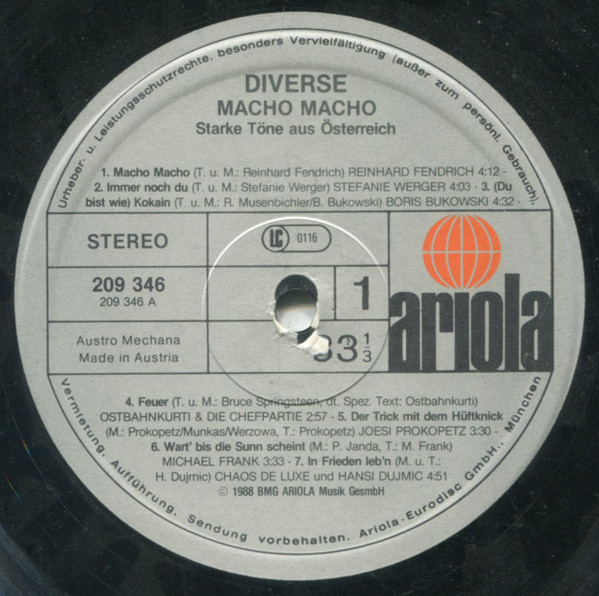 Urheber- u. Leistungsschutzrechte, besonders Vervielfältigung (außer zum persönl. Gebrauch),
DIVERSE
MACHO MACHO
Starke Töne aus Österreich
1. Macho Macho (T. u. M.: Reinhard Fendrich) REINHARD FENDRICH 4:12 -
2. Immer noch du (T. u. M.: Stefanie Werger) STEFANIE WERGER 4:03 - 3. (Du
bist wie) Kokain (T. u. M.: R. Musenbichler/B. Bukowski) BORIS BUKOWSKI 4:32 -
STEREO
LC 0116
209 346
209 346 A
1
ariola
Austro Mechana
Made in Austria
33 1/3
4. Feuer (T. u. M.: Bruce Springsteen, dt. Spez. Text: Ostbahnkurti)
OSTBAHNKURTI & DIE CHEFPARTIE 2:57 - 5. Der Trick mit dem Hüftknick
(M.: Prokopetz/Munkas/Werzowa, T.: Prokopetz) JOESI PROKOPETZ 3:30 -
6. Wart' bis die Sunn scheint (M.: P. Janda, T.: M. Frank)
MICHAEL FRANK 3:33 - 7. In Frieden leb'n (M. u. T.:
H. Dujmic) CHAOS DE LUXE und HANSI DUJMIC 4:51
© 1988 BMG ARIOLA Musik GesmbH
Vermietung, Aufführung, Sendung vorbehalten. Ariola-Eurodisc GmbH., München